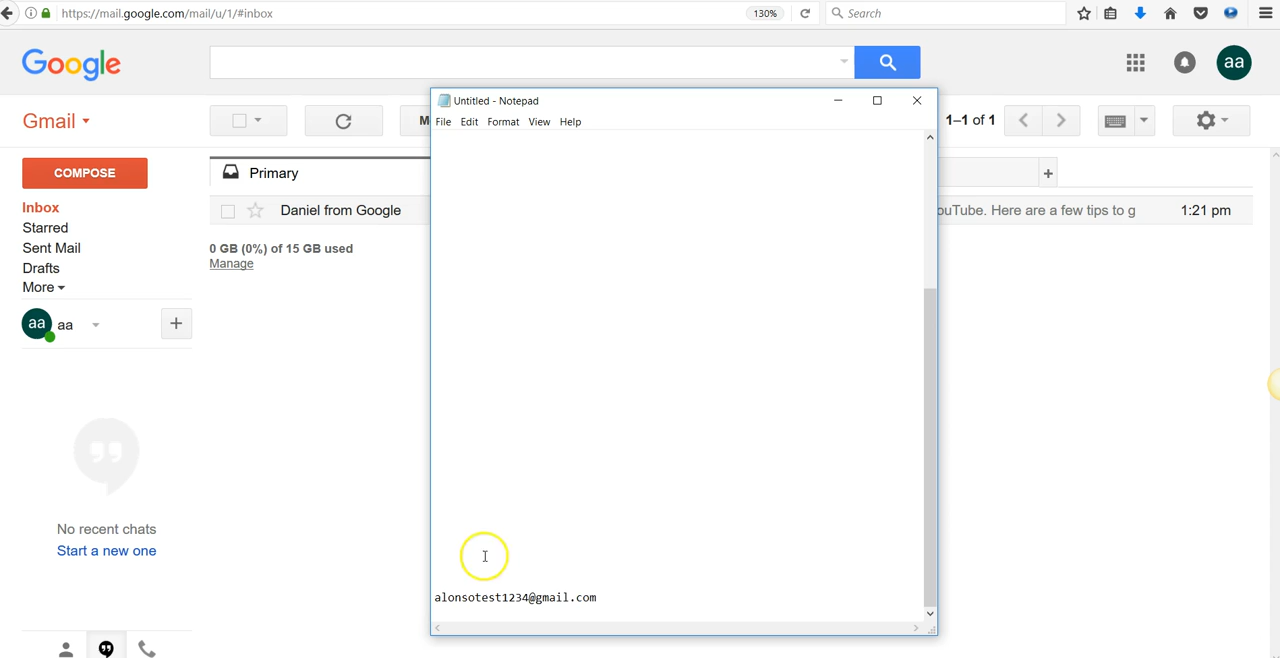 https://mail.google.com/mail/u/1/#inbox
130%
Search
Google
aa
Untitled - Notepad
File Edit Format View Help
Gmail
1–1 of 1
COMPOSE
Primary
Inbox
Starred
Sent Mail
Drafts
More
Daniel from Google
Here are a few tips to g
1:21 pm
0 GB (0%) of 15 GB used
Manage
aa
aa
No recent chats
Start a new one
alonsotest1234@gmail.com